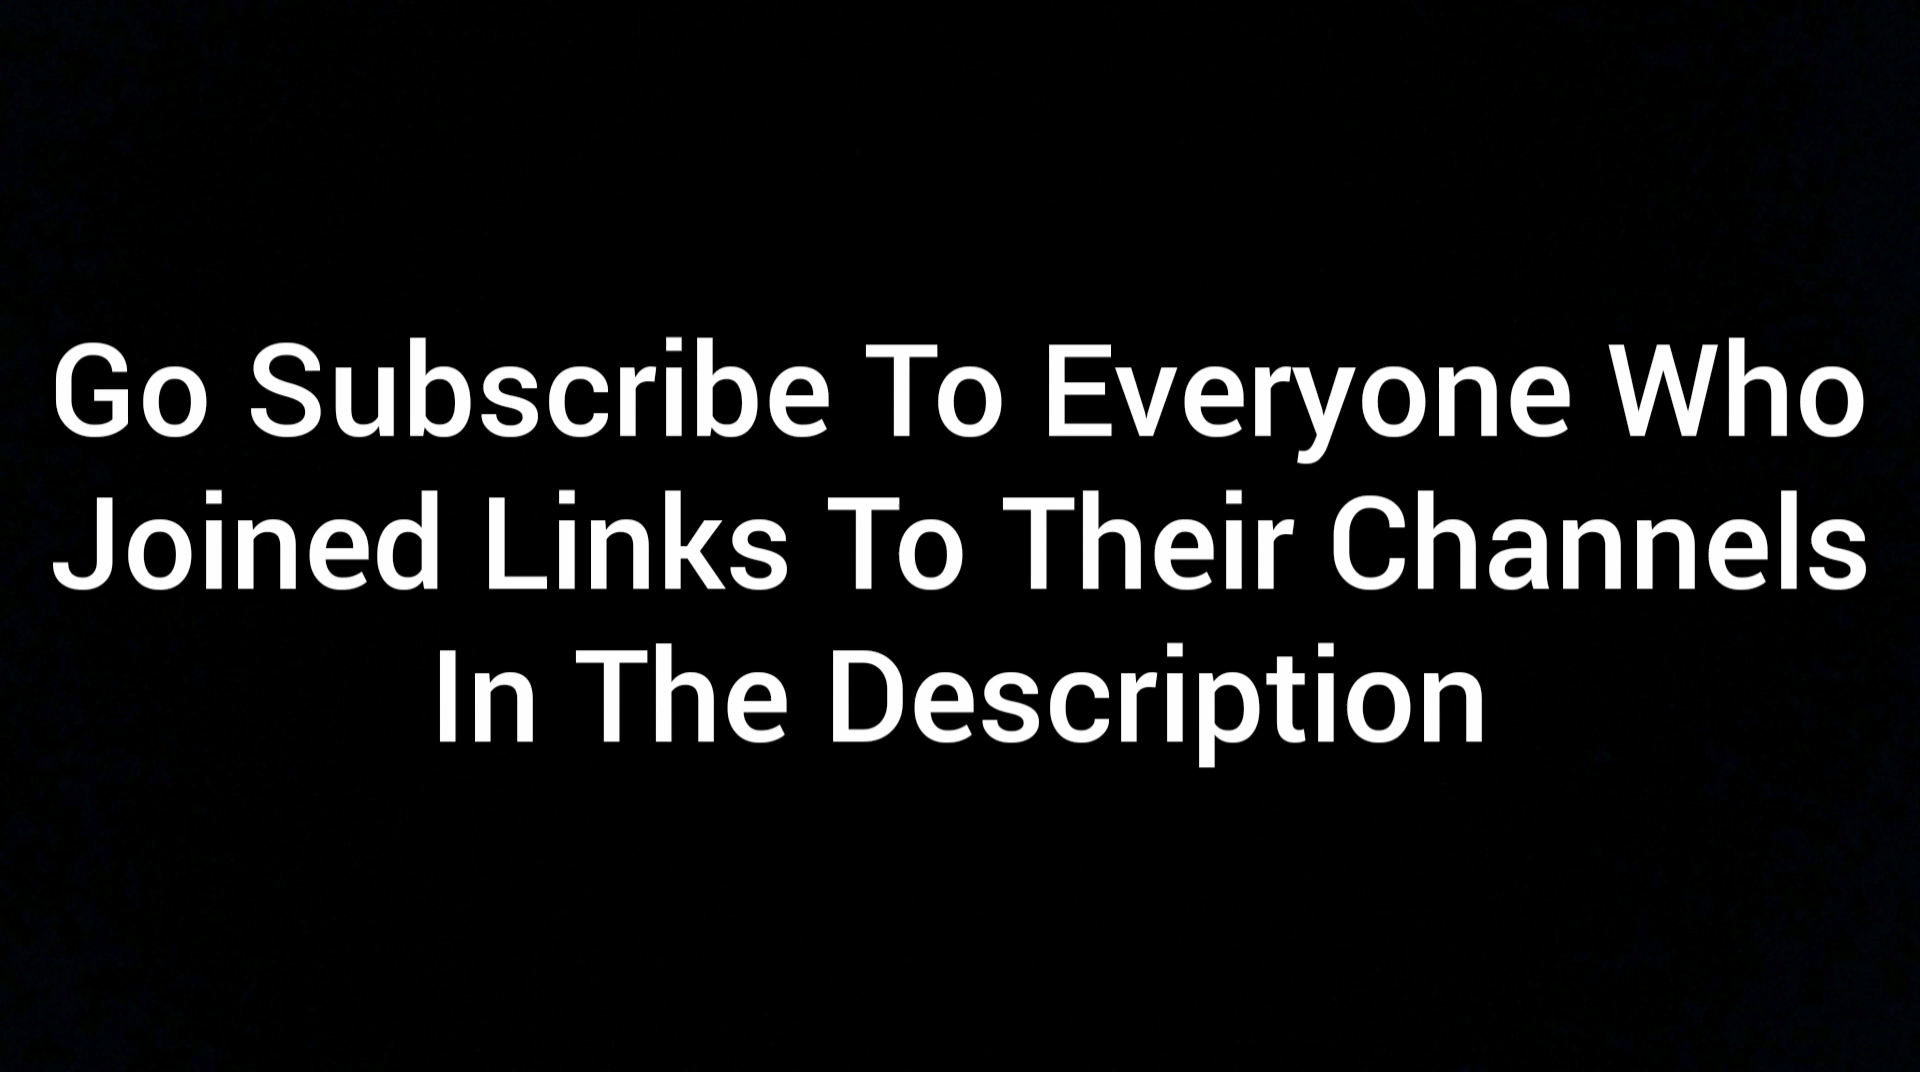 Go Subscribe To Everyone Who
Joined Links To Their Channels
In The Description